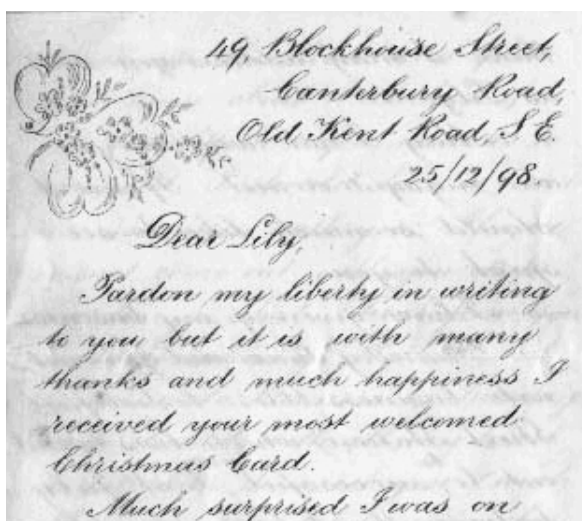 49 Blockhouse Street,
Canterbury Road,
Old Kent Road, S.E.
25/12/98.
Dear Lily,
Pardon my liberty in writing
to you but it is with many
thanks and much happiness I
received your most welcomed
Christmas Card.
Much surprised I was on